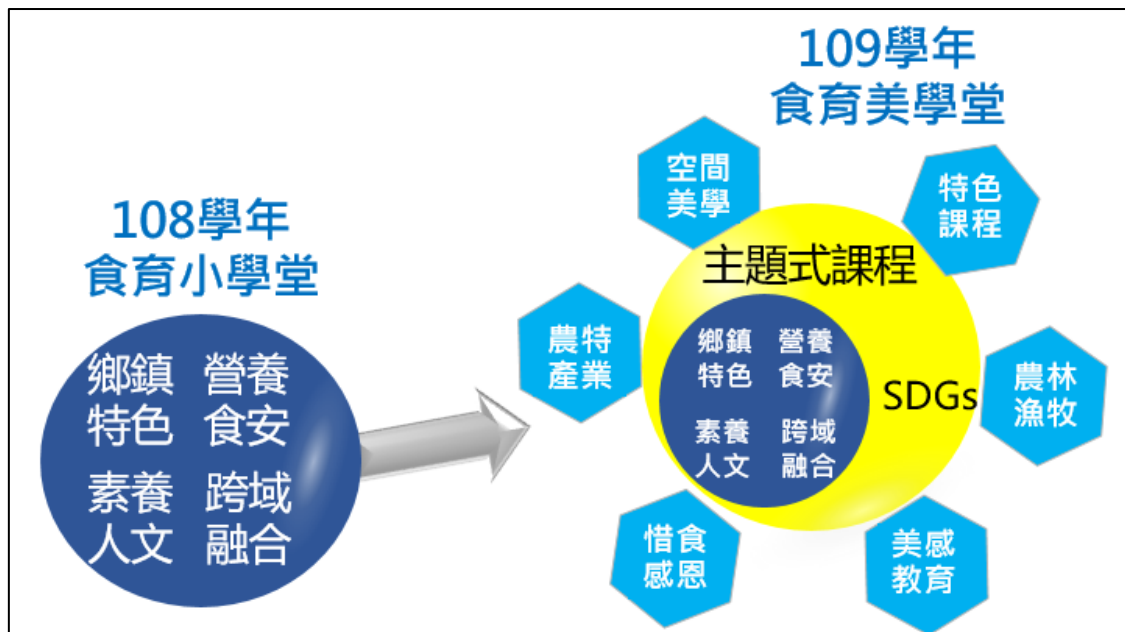 108學年
食育小學堂
鄉鎮 營養
特色 食安
素養 跨域
人文 融合
109學年
食育美學堂
空間
美學
特色
課程
主題式課程
農特
產業
鄉鎮 營養
特色 食安
素養 跨域
人文 融合
SDGs
農林
漁牧
惜食
感恩
美感
教育